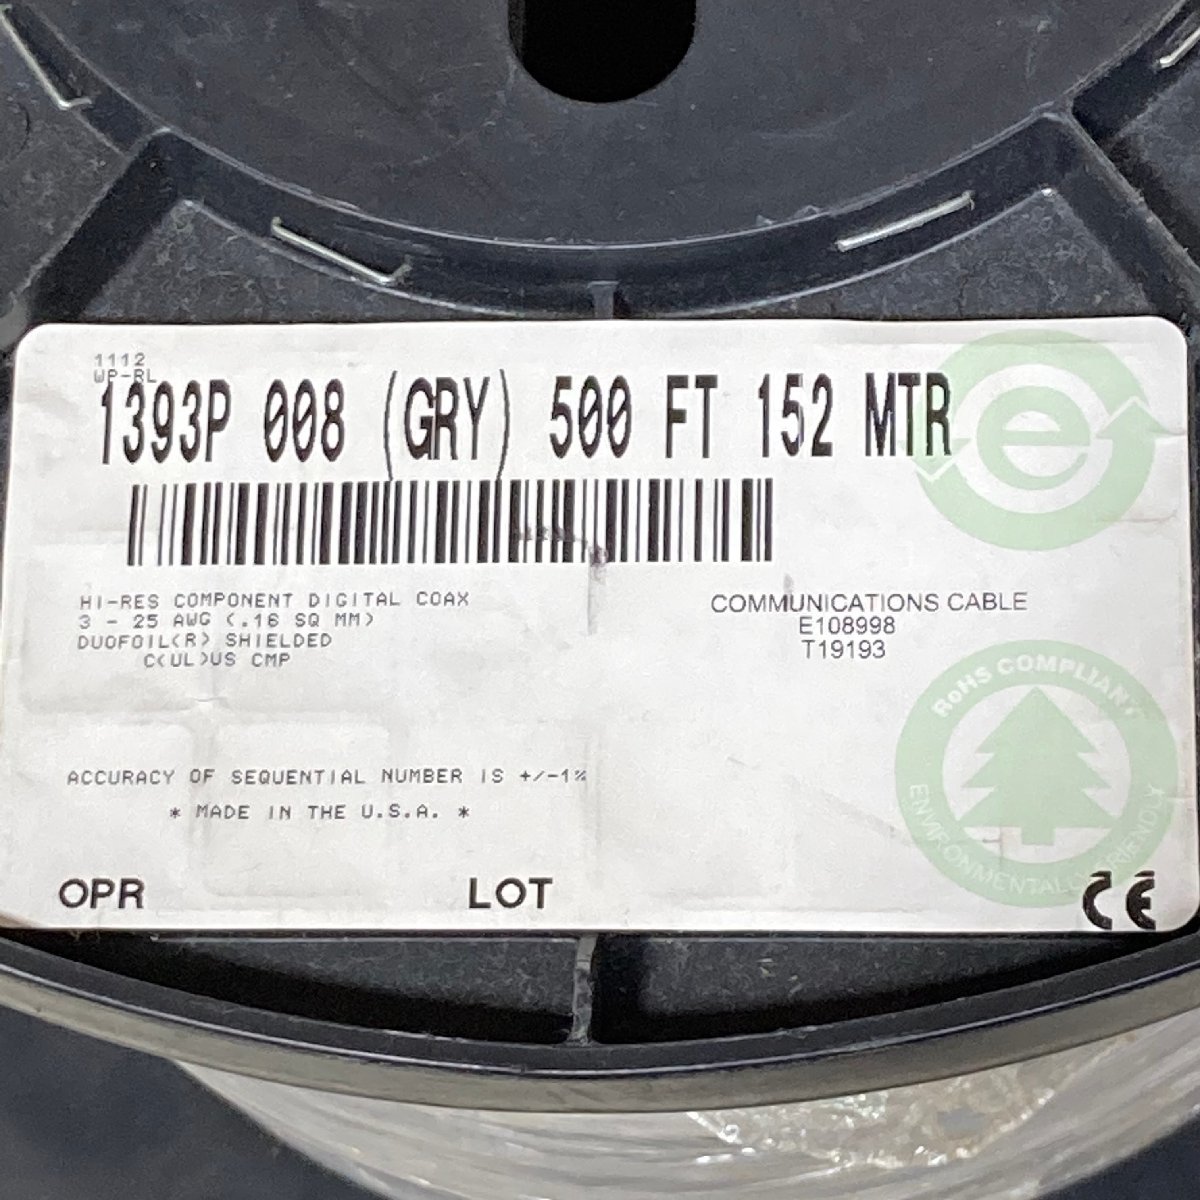 1112
WP-RL
1393P 008 (GRY) 500 FT 152 MTR
e
HI-RES COMPONENT DIGITAL COAX
3 - 25 AWG (.16 SQ MM)
DUOFOIL(R) SHIELDED
C(UL)US CMP
COMMUNICATIONS CABLE
E108998
T19193
RoHS COMPLIANT
ENVIRONMENTALLY FRIENDLY
ACCURACY OF SEQUENTIAL NUMBER IS +/-1%
* MADE IN THE U.S.A. *
OPR LOT
CE